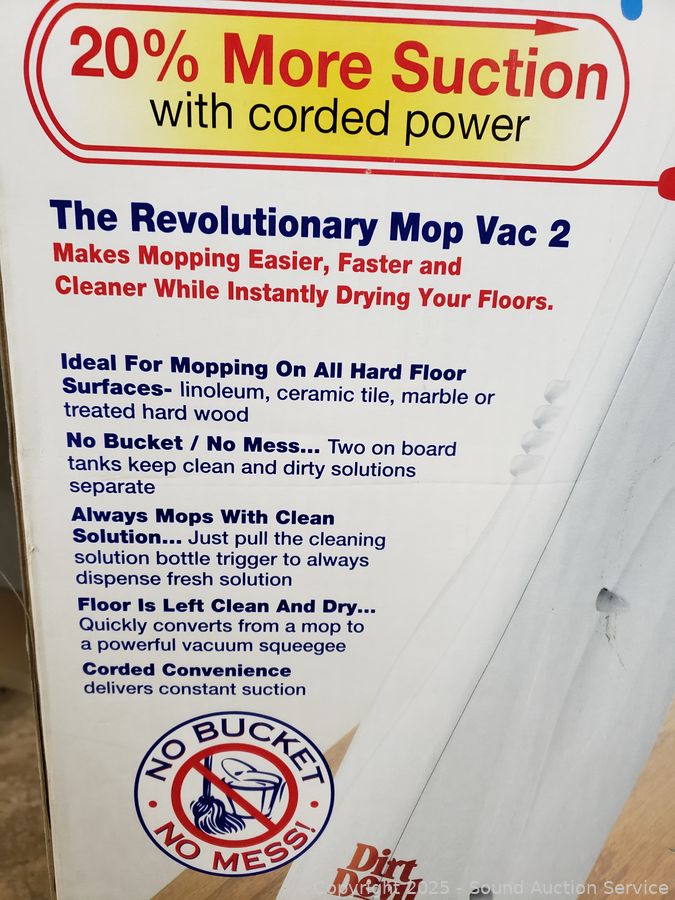 20% More Suction
with corded power
The Revolutionary Mop Vac 2
Makes Mopping Easier, Faster and
Cleaner While Instantly Drying Your Floors.
Ideal For Mopping On All Hard Floor
Surfaces- linoleum, ceramic tile, marble or
treated hard wood
No Bucket / No Mess... Two on board
tanks keep clean and dirty solutions
separate
Always Mops With Clean
Solution... Just pull the cleaning
solution bottle trigger to always
dispense fresh solution
Floor Is Left Clean And Dry...
Quickly converts from a mop to
a powerful vacuum squeegee
Corded Convenience
delivers constant suction
NO BUCKET
NO MESS!
Dirt
Devil
Copyright 2025 - Sound Auction Service